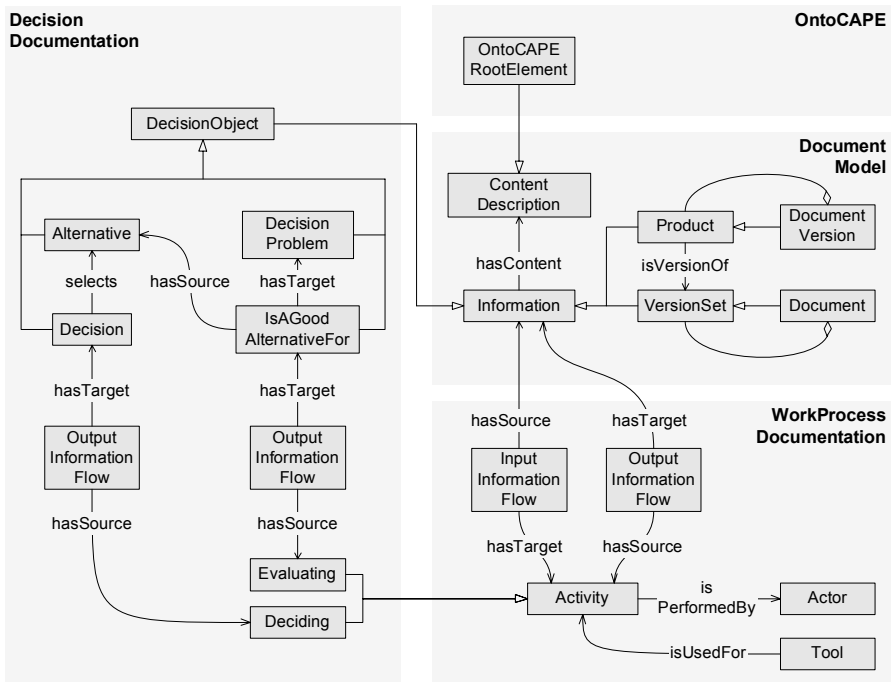 Decision
Documentation
OntoCAPE
OntoCAPE
RootElement
DecisionObject
Document
Model
Content
Description
Alternative
Decision
Problem
Product
Document
Version
selects
hasSource
hasTarget
hasContent
isVersionOf
Decision
IsAGood
AlternativeFor
Information
VersionSet
Document
hasTarget
hasTarget
hasSource
hasTarget
WorkProcess
Documentation
Output
Information
Flow
Output
Information
Flow
Input
Information
Flow
Output
Information
Flow
hasSource
hasSource
hasTarget
hasSource
Evaluating
Deciding
Activity
is
PerformedBy
Actor
isUsedFor
Tool